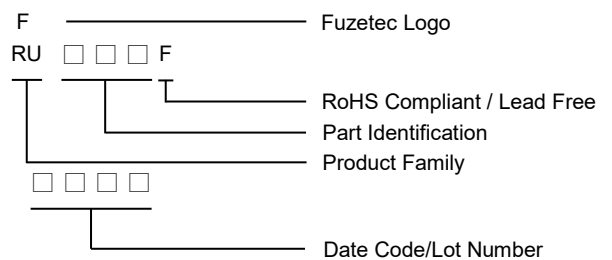 F Fuzetec Logo
RU □ □ □ F
RoHS Compliant / Lead Free
Part Identification
Product Family
□ □ □ □
Date Code/Lot Number